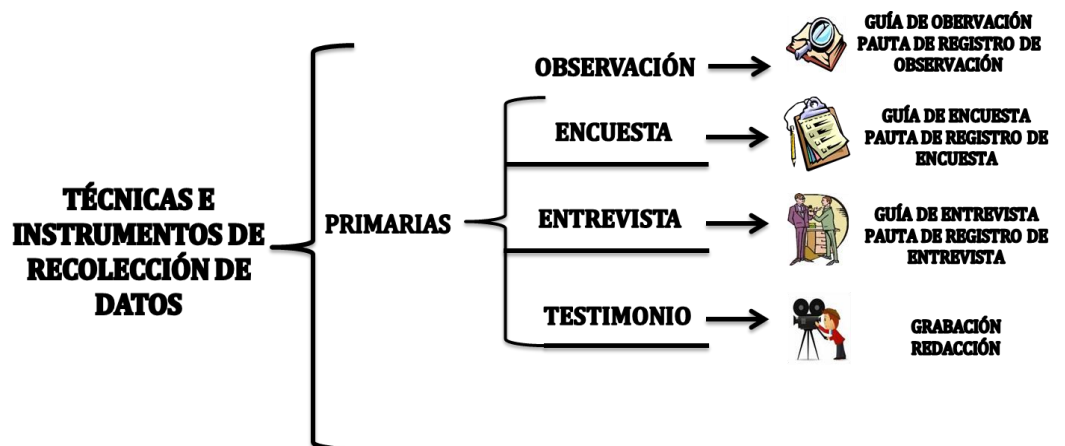 TÉCNICAS E
INSTRUMENTOS DE
RECOLECCIÓN DE
DATOS
PRIMARIAS
OBSERVACIÓN
GUÍA DE OBERVACIÓN
PAUTA DE REGISTRO DE
OBSERVACIÓN
ENCUESTA
GUÍA DE ENCUESTA
PAUTA DE REGISTRO DE
ENCUESTA
ENTREVISTA
GUÍA DE ENTREVISTA
PAUTA DE REGISTRO DE
ENTREVISTA
TESTIMONIO
GRABACIÓN
REDACCIÓN